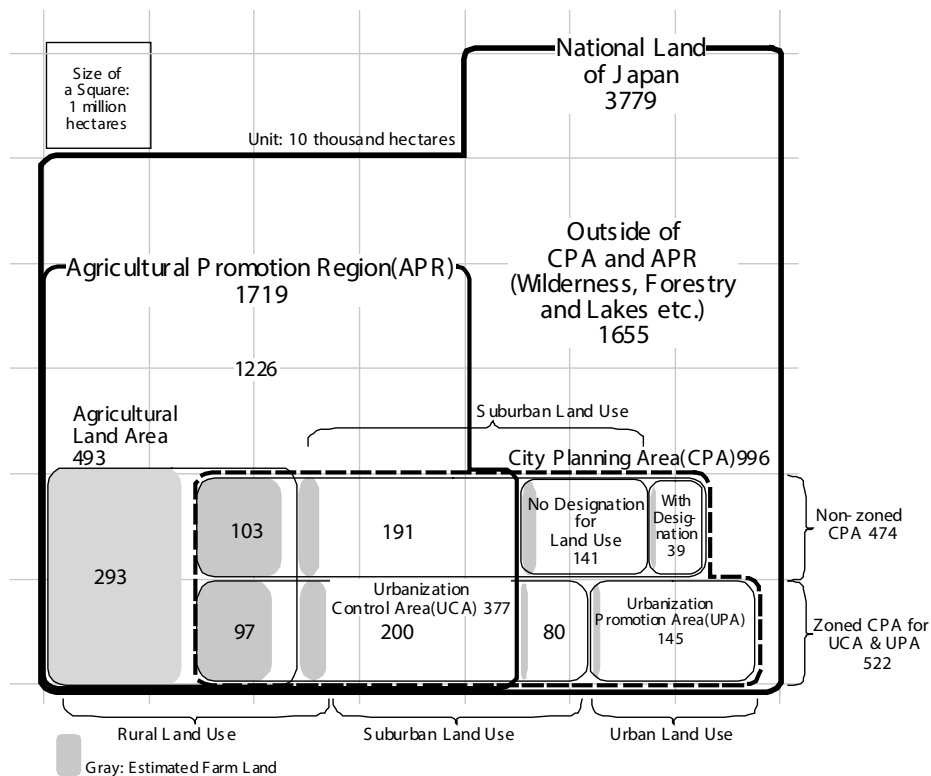 National Land
of Japan
3779
Size of
a Square:
1 million
hectares
Unit: 10 thousand hectares
Outside of
CPA and APR
(Wilderness, Forestry
and Lakes etc.)
1655
Agricultural Promotion Region(APR)
1719
1226
Agricultural
Land Area
493
Suburban Land Use
City Planning Area(CPA)996
293
103
191
No Designation
for
Land Use
141
With
Desig-
nation
39
Non-zoned
CPA 474
97
Urbanization
Control Area(UCA) 377
200
80
Urbanization
Promotion Area(UPA)
145
Zoned CPA for
UCA & UPA
522
Rural Land Use
Suburban Land Use
Urban Land Use
Gray: Estimated Farm Land